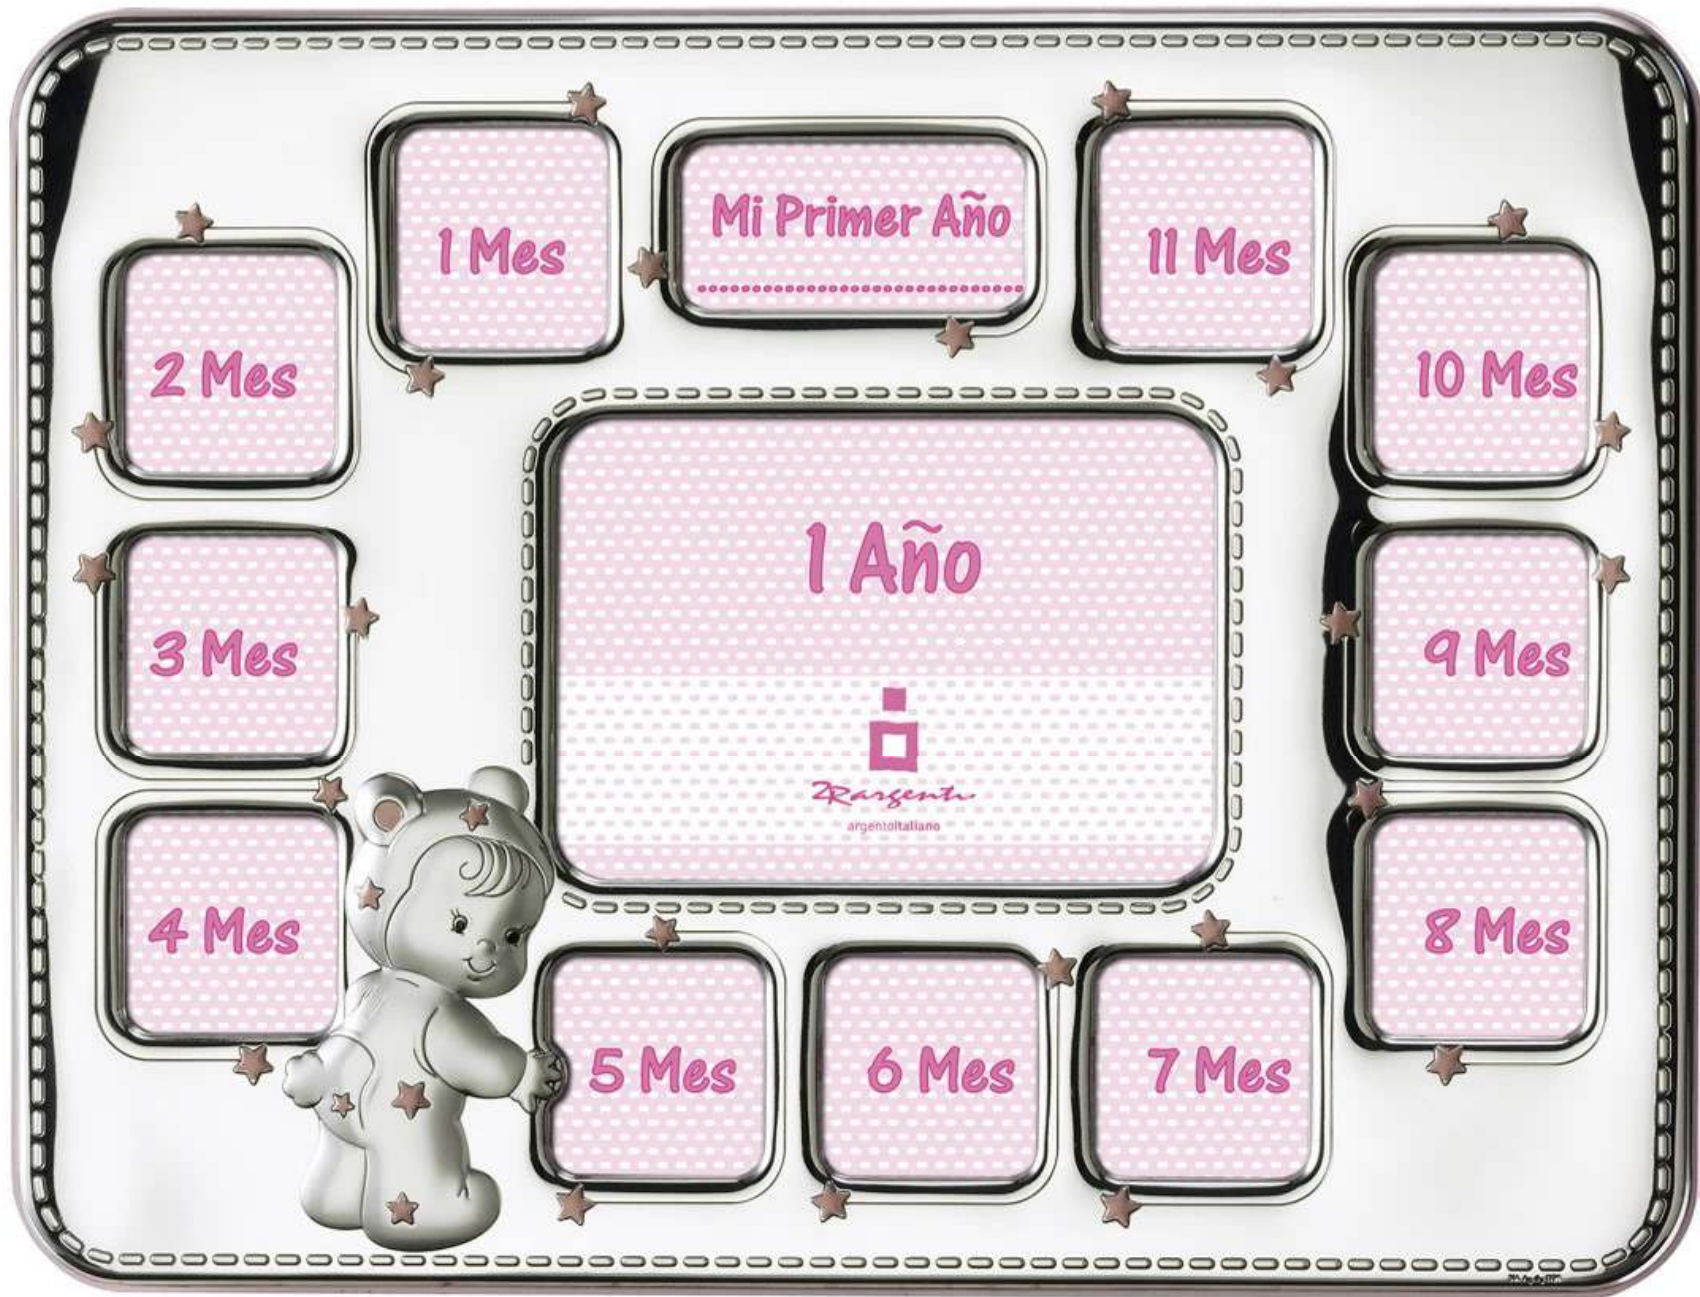 Mi Primer Año
1 Mes
2 Mes
3 Mes
4 Mes
5 Mes
6 Mes
7 Mes
8 Mes
9 Mes
10 Mes
11 Mes
1 Año
2Rargenti
argentoitaliano